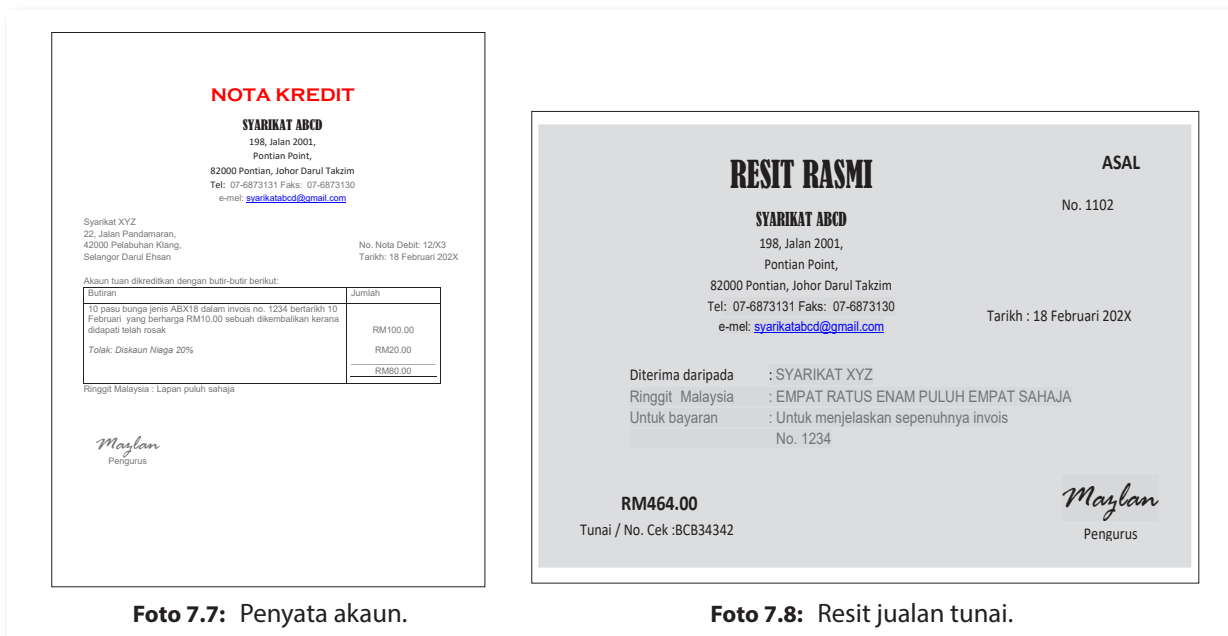 NOTA KREDIT
SYARIKAT ABCD
198, Jalan 2001,
Pontian Point,
82000 Pontian, Johor Darul Takzim
Tel: 07-6873131 Faks: 07-6873130
e-mel: syarikatabcd@gmail.com
Syarikat XYZ
22, Jalan Pandamaran,
42000 Pelabuhan Klang,
Selangor Darul Ehsan
No. Nota Debit: 12/X3
Tarikh: 18 Februari 202X
Akaun tuan dikreditkan dengan butir-butir berikut:
Butiran Jumlah
10 pasu bunga jenis ABX18 dalam invois no. 1234 bertarikh 10
Februari yang berharga RM10.00 sebuah dikembalikan kerana
didapati telah rosak RM100.00
Tolak: Diskaun Niaga 20% RM20.00
RM80.00
Ringgit Malaysia : Lapan puluh sahaja
Mazlan
Pengurus
Foto 7.7: Penyata akaun.
RESIT RASMI
ASAL
No. 1102
SYARIKAT ABCD
198, Jalan 2001,
Pontian Point,
82000 Pontian, Johor Darul Takzim
Tel: 07-6873131 Faks: 07-6873130
e-mel: syarikatabcd@gmail.com
Tarikh : 18 Februari 202X
Diterima daripada : SYARIKAT XYZ
Ringgit Malaysia : EMPAT RATUS ENAM PULUH EMPAT SAHAJA
Untuk bayaran : Untuk menjelaskan sepenuhnya invois
No. 1234
RM464.00
Tunai / No. Cek :BCB34342
Mazlan
Pengurus
Foto 7.8: Resit jualan tunai.